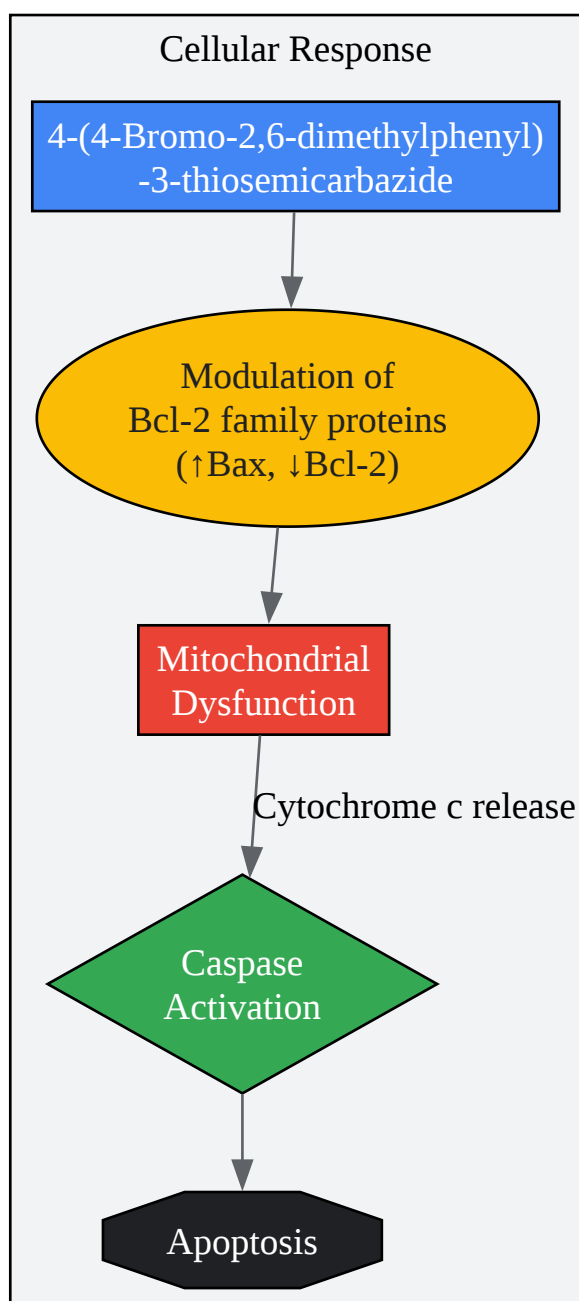 Cellular Response
4-(4-Bromo-2,6-dimethylphenyl)
-3-thiosemicarbazide
Modulation of
Bcl-2 family proteins
(↑Bax, ↓Bcl-2)
Mitochondrial
Dysfunction
Cytochrome c release
Caspase
Activation
Apoptosis